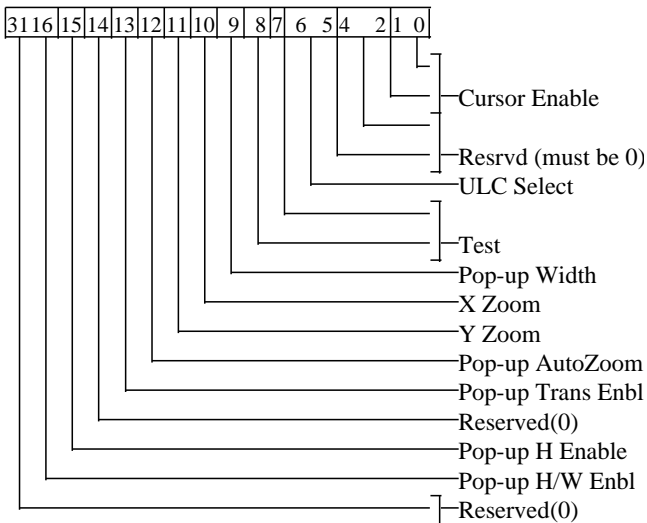 31 16 15 14 13 12 11 10 9 8 7 6 5 4 2 1 0
Cursor Enable
Resrvd (must be 0)
ULC Select
Test
Pop-up Width
X Zoom
Y Zoom
Pop-up AutoZoom
Pop-up Trans Enbl
Reserved(0)
Pop-up H Enable
Pop-up H/W Enbl
Reserved(0)